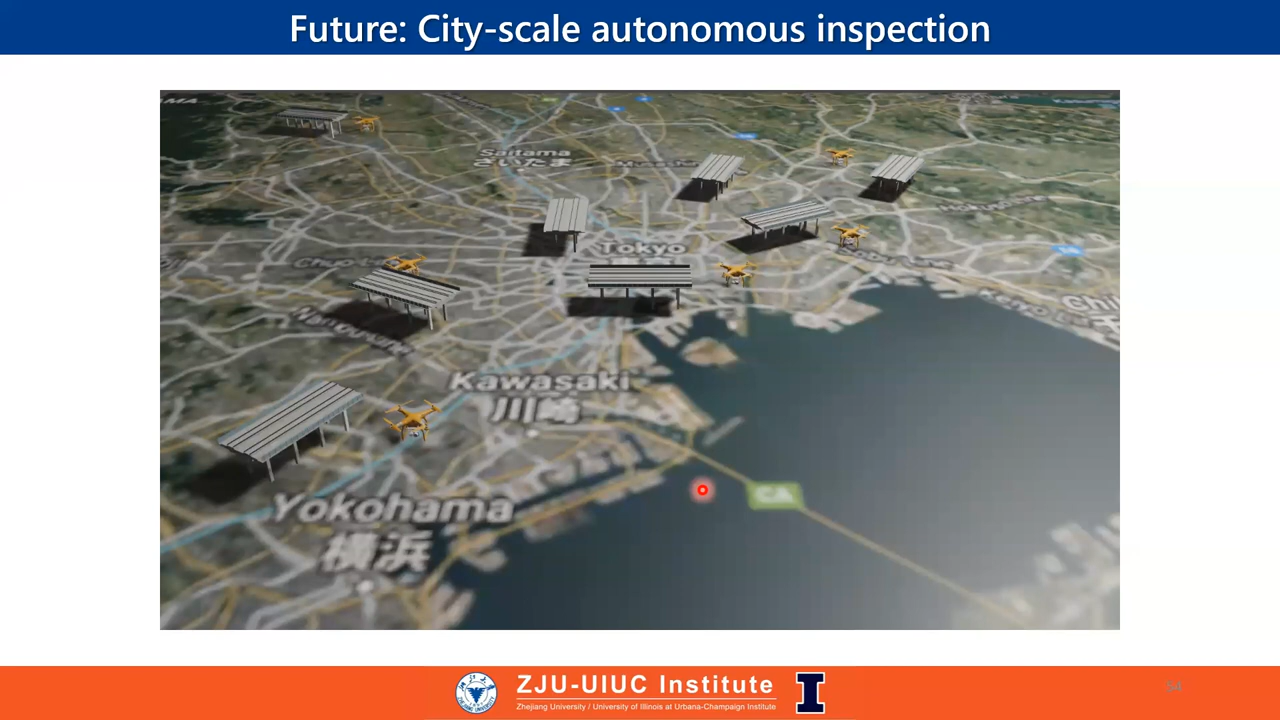 Future: City-scale autonomous inspection
Saitama
さいたま
Tokyo
Kawasaki
川崎
CA
Yokohama
横浜
ZJU-UIUC Institute
Zhejiang University / University of Illinois at Urbana-Champaign Institute
34